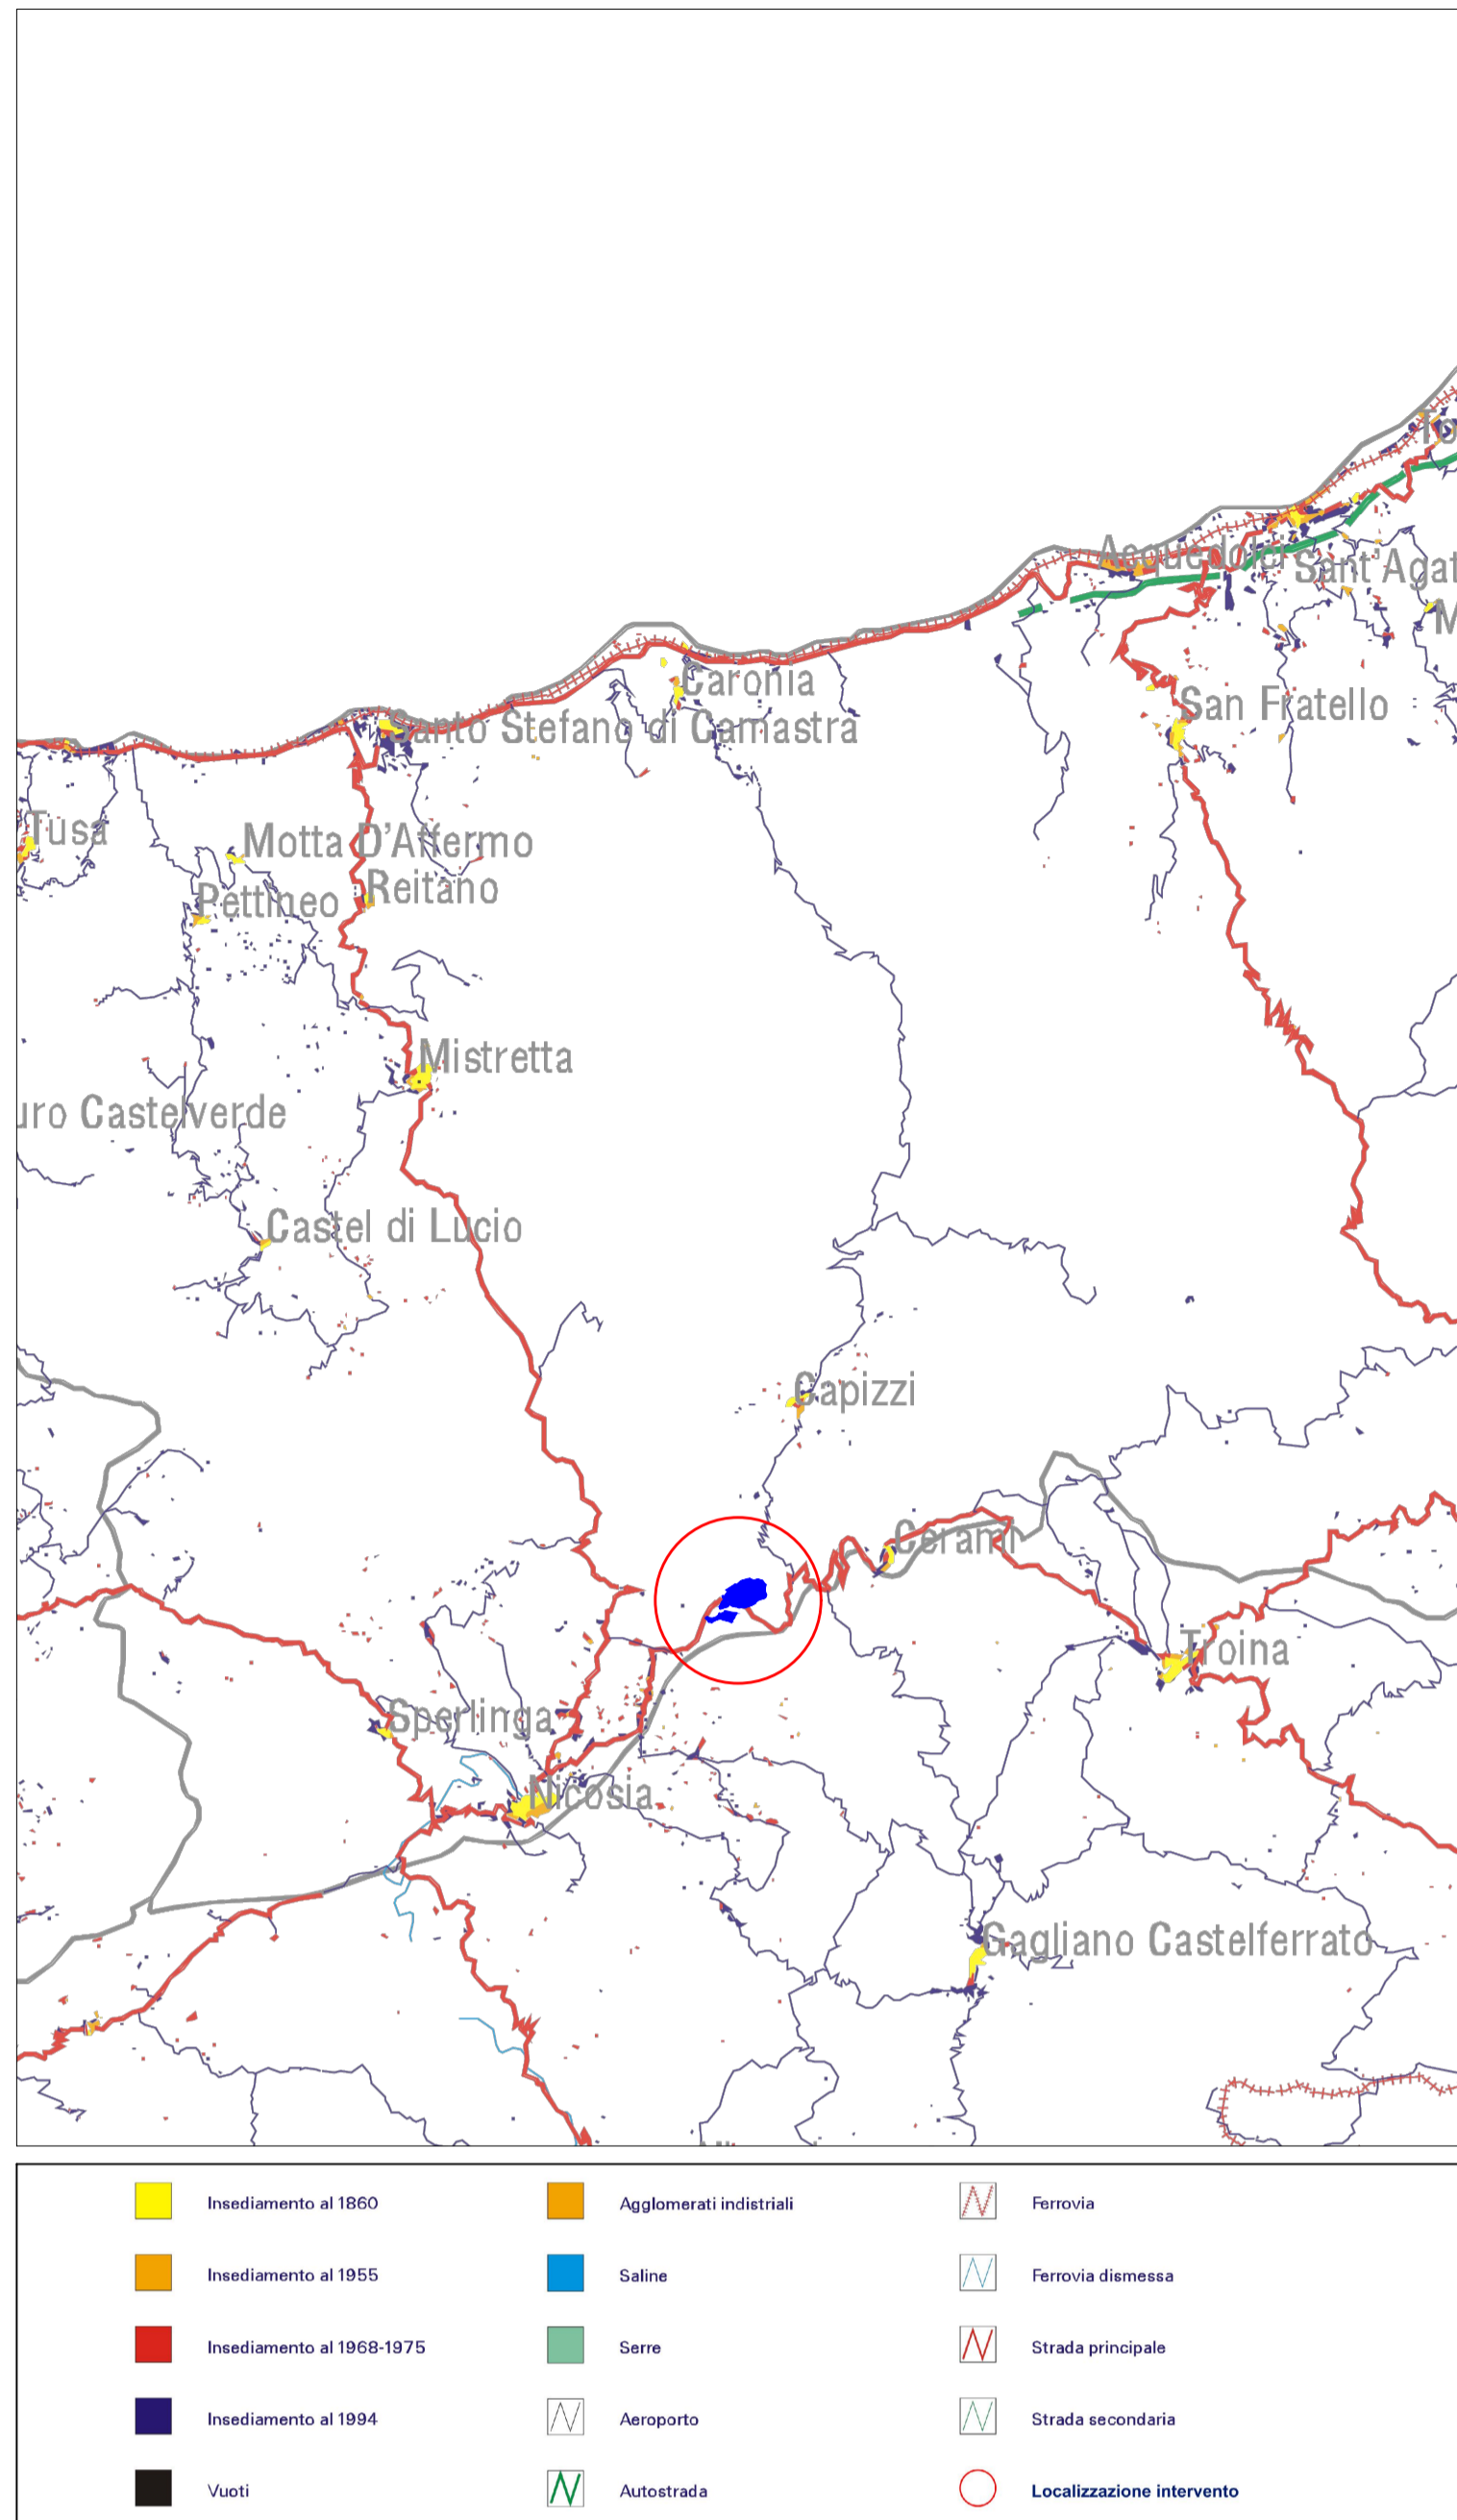 To
Acquedolci
Sant'Agat
M
Caronia
San Fratello
Santo Stefano di Camastra
Tusa
Motta D'Affermo
Reitano
Pettineo
Mistretta
uro Castelverde
Castel di Lucio
Capizzi
Cerami
Troina
Sperlinga
Nicosia
Gagliano Castelferrato
Insediamento al 1860
Agglomerati indistriali
Ferrovia
Insediamento al 1955
Saline
Ferrovia dismessa
Insediamento al 1968-1975
Serre
Strada principale
Insediamento al 1994
Aeroporto
Strada secondaria
Vuoti
Autostrada
Localizzazione intervento